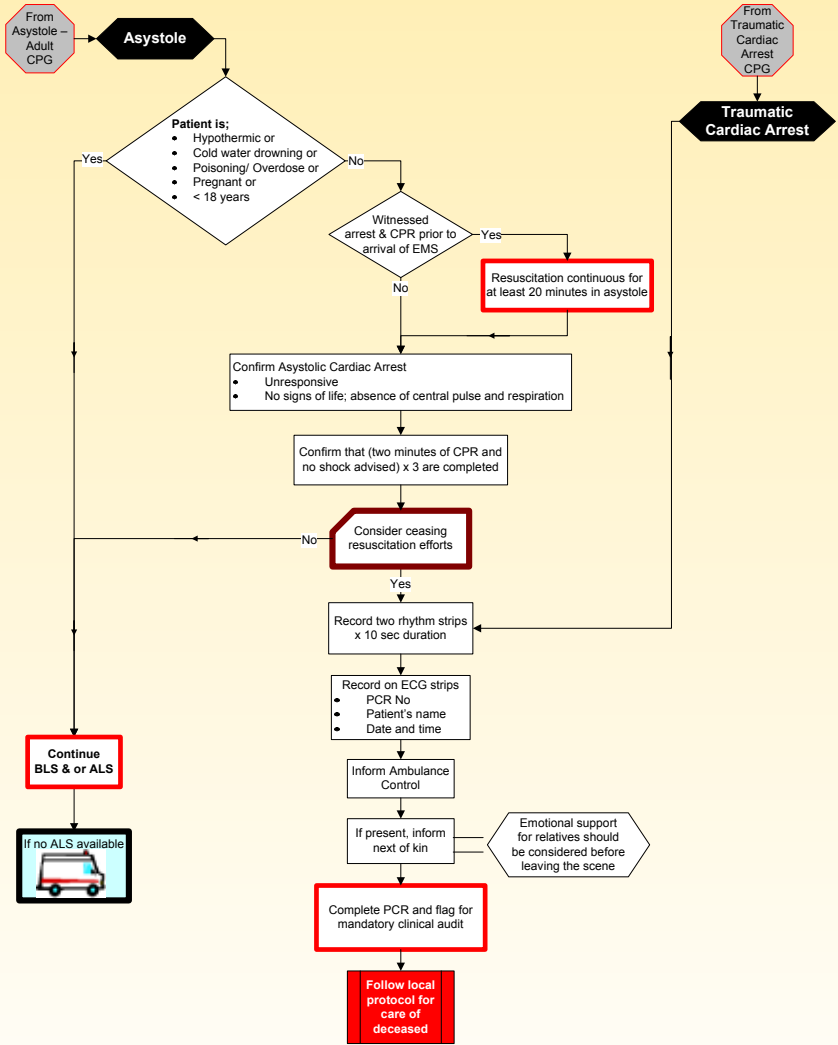 From
Asystole –
Adult
CPG
Asystole
From
Traumatic
Cardiac
Arrest
CPG
Traumatic
Cardiac Arrest
Patient is;
• Hypothermic or
• Cold water drowning or
• Poisoning/ Overdose or
• Pregnant or
• < 18 years
Yes
No
Witnessed
arrest & CPR prior to
arrival of EMS
Yes
No
Resuscitation continuous for
at least 20 minutes in asystole
Confirm Asystolic Cardiac Arrest
• Unresponsive
• No signs of life; absence of central pulse and respiration
Confirm that (two minutes of CPR and
no shock advised) x 3 are completed
Consider ceasing
resuscitation efforts
No
Yes
Record two rhythm strips
x 10 sec duration
Record on ECG strips
• PCR No
• Patient's name
• Date and time
Continue
BLS & or ALS
Inform Ambulance
Control
If no ALS available
If present, inform
next of kin
Emotional support
for relatives should
be considered before
leaving the scene
Complete PCR and flag for
mandatory clinical audit
Follow local
protocol for
care of
deceased